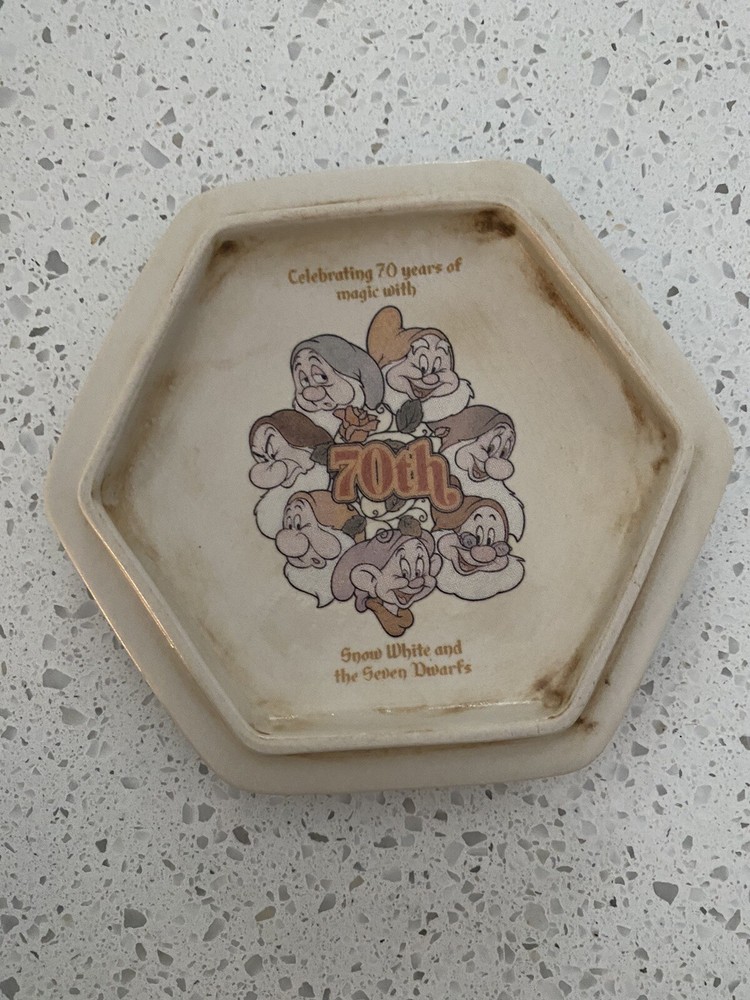 Celebrating 70 years of
magic with
70th
Snow White and
the Seven Dwarfs